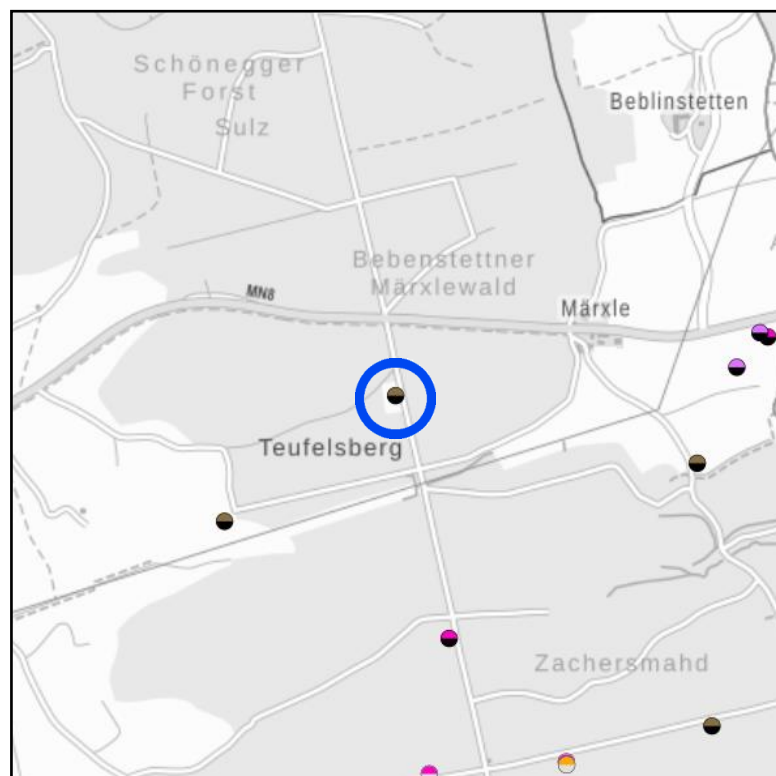 Schönegger
Forst
Sulz
Beblinstetten
Bebenstettner
Märxlewald
MN8
Märxle
Teufelsberg
Zachersmahd